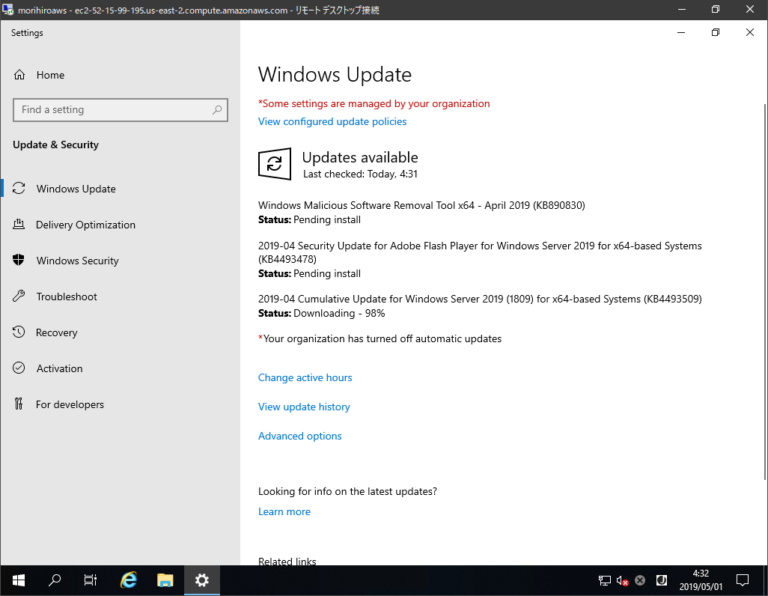 morihiroaws - ec2-52-15-99-195.us-east-2.compute.amazonaws.com - リモート デスクトップ接続
Settings
Home
Find a setting
Update & Security
Windows Update
Delivery Optimization
Windows Security
Troubleshoot
Recovery
Activation
For developers
Windows Update
*Some settings are managed by your organization
View configured update policies
Updates available
Last checked: Today, 4:31
Windows Malicious Software Removal Tool x64 - April 2019 (KB890830)
Status: Pending install
2019-04 Security Update for Adobe Flash Player for Windows Server 2019 for x64-based Systems
(KB4493478)
Status: Pending install
2019-04 Cumulative Update for Windows Server 2019 (1809) for x64-based Systems (KB4493509)
Status: Downloading - 98%
*Your organization has turned off automatic updates
Change active hours
View update history
Advanced options
Looking for info on the latest updates?
Learn more
Related links
4:32
2019/05/01